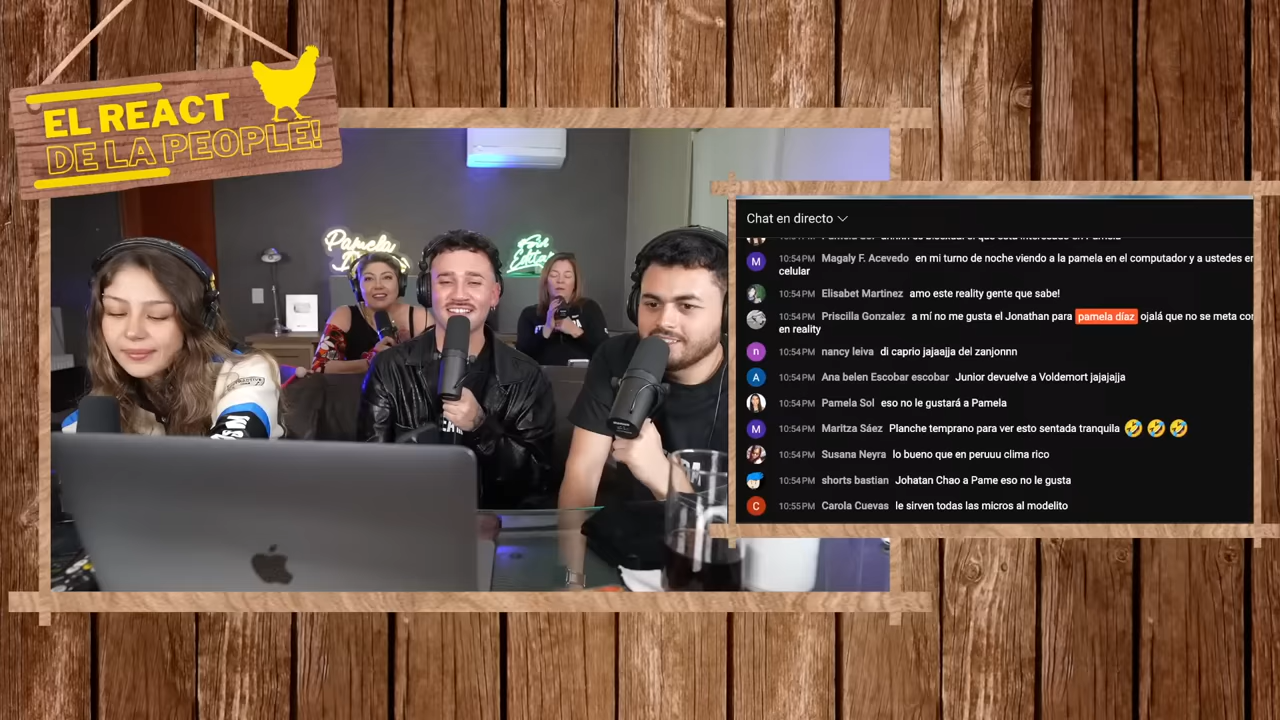 EL REACT
DE LA PEOPLE!
Pamela
Chat en directo
10:54PM Magaly F. Acevedo en mi turno de noche viendo a la pamela en el computador y a ustedes en
celular
10:54PM Elisabet Martinez amo este reality gente que sabe!
10:54PM Priscilla Gonzalez a mí no me gusta el Jonathan para pamela díaz ojalá que no se meta con
en reality
10:54PM nancy leiva di caprio jajaajja del zanjonnn
10:54PM Ana belen Escobar escobar Junior devuelve a Voldemort jajajajja
10:54PM Pamela Sol eso no le gustará a Pamela
10:54PM Maritza Sáez Planche temprano para ver esto sentada tranquila 🤣 🤣 🤣
10:54PM Susana Neyra lo bueno que en peruuu clima rico
10:54PM shorts bastian Johatan Chao a Pame eso no le gusta
10:55PM Carola Cuevas le sirven todas las micros al modelito